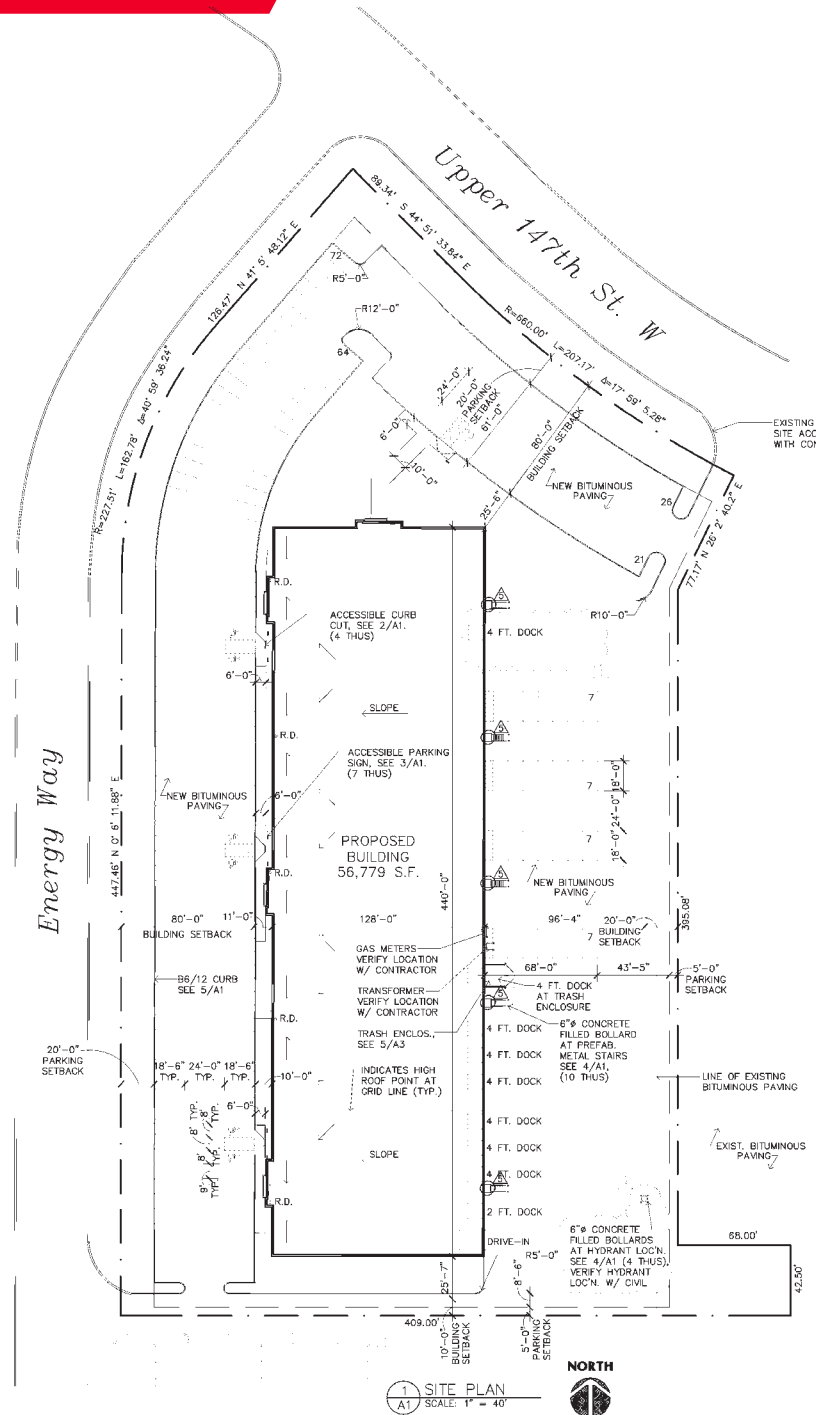 Upper 147th St. W
89.34' S 44° 51' 33.84" E
126.47' N 41° 5' 48.12" E
72'
R5'-0"
R12'-0"
64
R=660.00' L=207.17' Δ=17° 59' 5.28"
R=227.51' L=162.78' Δ=40° 59' 36.24"
24'-0"
20'-0"
PARKING
SETBACK
61'-0"
80'-0"
BUILDING SETBACK
6'-0"
10'-0"
25'-6"
EXISTING
NEW BITUMINOUS
PAVING
26
21
77.17' N 26° 2' 40.2" E
R10'-0"
R.D.
ACCESSIBLE CURB
CUT, SEE 2/A1.
(4 THUS)
5
4 FT. DOCK
6'-0"
7
SLOPE
R.D.
5
ACCESSIBLE PARKING
SIGN, SEE 3/A1.
(7 THUS)
Energy Way
447.46' N 0° 6' 11.88" E
NEW BITUMINOUS
PAVING
6'-0"
7
18'-0"
24'-0"
7
18'-0"
PROPOSED
BUILDING
56,779 S.F.
440'-0"
R.D.
5
NEW BITUMINOUS
PAVING
80'-0"
BUILDING SETBACK
11'-0"
128'-0"
96'-4"
20'-0"
BUILDING
SETBACK
7
395.08'
GAS METERS
VERIFY LOCATION
W/ CONTRACTOR
68'-0"
43'-5"
5'-0"
PARKING
SETBACK
B6/12 CURB
SEE 5/A1
TRANSFORMER
VERIFY LOCATION
W/ CONTRACTOR
4 FT. DOCK
AT TRASH
ENCLOSURE
5
R.D.
TRASH ENCLOS.,
SEE 5/A3
6"ø CONCRETE
FILLED BOLLARD
AT PREFAB.
METAL STAIRS
SEE 4/A1,
(10 THUS)
4 FT. DOCK
4 FT. DOCK
4 FT. DOCK
20'-0"
PARKING
SETBACK
18'-6"
TYP.
24'-0"
TYP.
18'-6"
TYP.
10'-0"
INDICATES HIGH
ROOF POINT AT
GRID LINE (TYP.)
LINE OF EXISTING
BITUMINOUS PAVING
6'-0"
8' TYP.
8'
TYP.
8'
9'
TYP.
4 FT. DOCK
4 FT. DOCK
4 FT. DOCK
SLOPE
EXIST. BITUMINOUS
PAVING
5
R.D.
2 FT. DOCK
6"ø CONCRETE
FILLED BOLLARDS
AT HYDRANT LOC'N.
SEE 4/A1 (4 THUS),
VERIFY HYDRANT
LOC'N. W/ CIVIL
68.00'
42.50'
DRIVE-IN
R5'-0"
25'-7"
8'-6"
409.00'
10'-0"
BUILDING
SETBACK
5'-0"
PARKING
SETBACK
1
A1
SITE PLAN
SCALE: 1" = 40'
NORTH